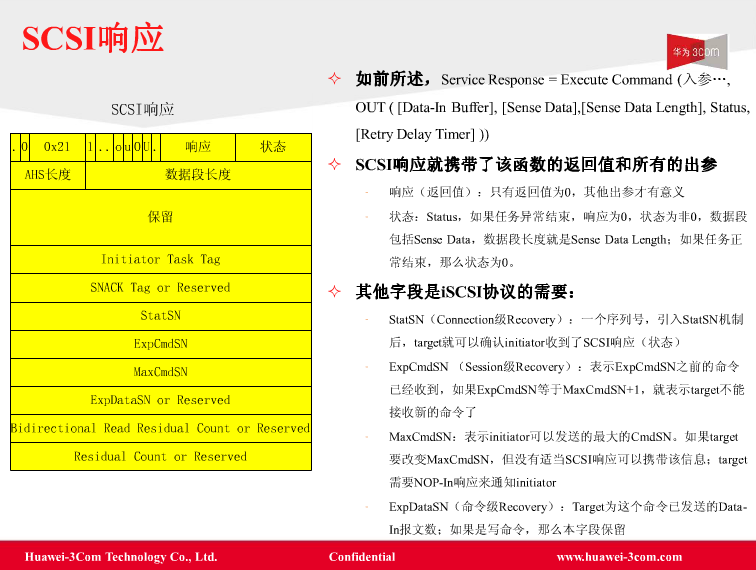 SCSI响应
华为3com
SCSI响应
. 0 0x21 1 . . o u O U . 响应 状态
AHS长度 数据段长度
保留
Initiator Task Tag
SNACK Tag or Reserved
StatSN
ExpCmdSN
MaxCmdSN
ExpDataSN or Reserved
Bidirectional Read Residual Count or Reserved
Residual Count or Reserved
如前所述，Service Response = Execute Command (入参…,
OUT ( [Data-In Buffer], [Sense Data],[Sense Data Length], Status,
[Retry Delay Timer] ))
SCSI响应就携带了该函数的返回值和所有的出参
- 响应（返回值）：只有返回值为0，其他出参才有意义
- 状态：Status，如果任务异常结束，响应为0，状态为非0，数据段
包括Sense Data，数据段长度就是Sense Data Length；如果任务正
常结束，那么状态为0。
其他字段是iSCSI协议的需要：
- StatSN（Connection级Recovery）：一个序列号，引入StatSN机制
后，target就可以确认initiator收到了SCSI响应（状态）
- ExpCmdSN （Session级Recovery）：表示ExpCmdSN之前的命令
已经收到，如果ExpCmdSN等于MaxCmdSN+1，就表示target不能
接收新的命令了
- MaxCmdSN：表示initiator可以发送的最大的CmdSN。如果target
要改变MaxCmdSN，但没有适当SCSI响应可以携带该信息；target
需要NOP-In响应来通知initiator
- ExpDataSN（命令级Recovery）：Target为这个命令已发送的Data-
In报文数；如果是写命令，那么本字段保留
Huawei-3Com Technology Co., Ltd. Confidential www.huawei-3com.com